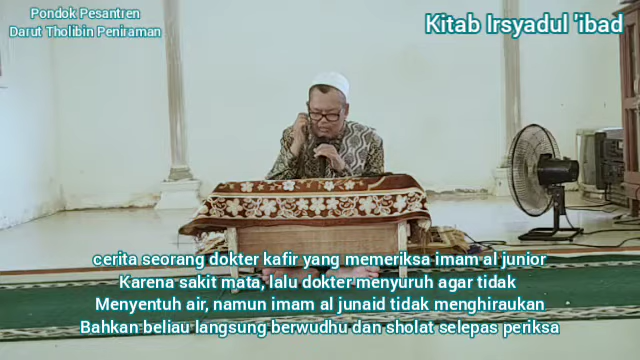 Pondok Pesantren
Darut Tholibin Peniraman
Kitab Irsyadul 'ibad
cerita seorang dokter kafir yang memeriksa imam al junior
Karena sakit mata, lalu dokter menyuruh agar tidak
Menyentuh air, namun imam al junaid tidak menghiraukan
Bahkan beliau langsung berwudhu dan sholat selepas periksa